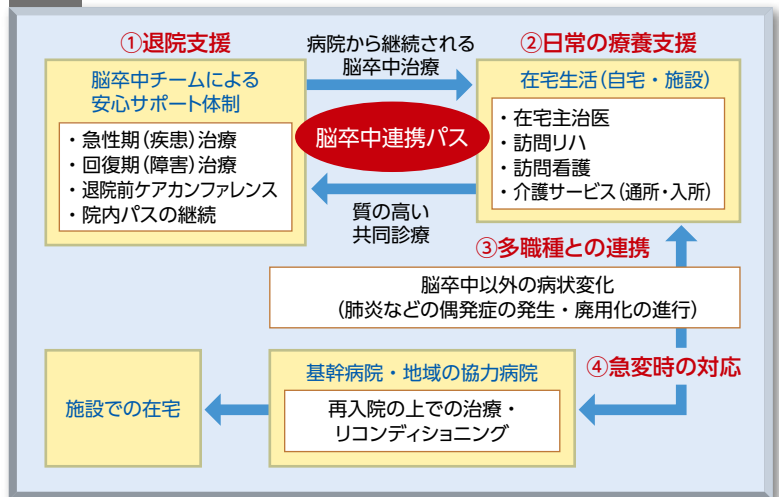 ①退院支援
脳卒中チームによる
安心サポート体制
・急性期(疾患)治療
・回復期(障害)治療
・退院前ケアカンファレンス
・院内パスの継続
病院から継続される
脳卒中治療
脳卒中連携パス
質の高い
共同診療
②日常の療養支援
在宅生活(自宅・施設)
・在宅主治医
・訪問リハ
・訪問看護
・介護サービス(通所・入所)
③多職種との連携
脳卒中以外の病状変化
(肺炎などの偶発症の発生・廃用化の進行)
④急変時の対応
基幹病院・地域の協力病院
再入院の上での治療・
リコンディショニング
施設での在宅